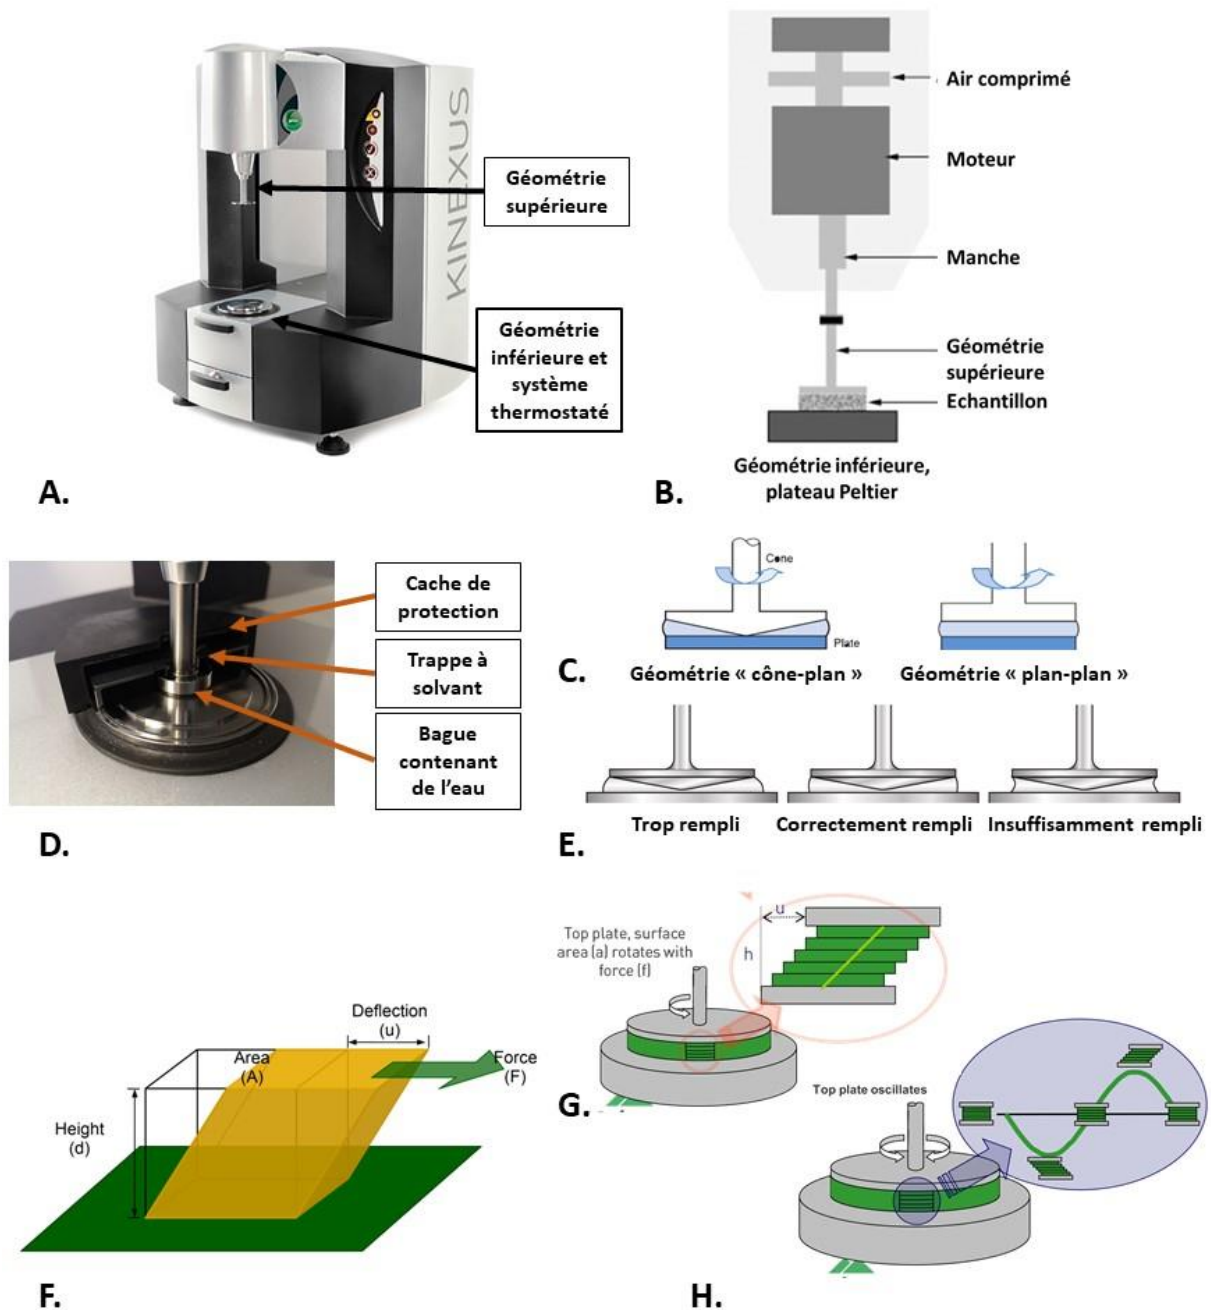 KINEXUS
Géométrie
supérieure
Géométrie
inférieure et
système
thermostaté
A.
Air comprimé
Moteur
Manche
Géométrie
supérieure
Echantillon
Géométrie inférieure,
plateau Peltier
B.
Cache de
protection
Trappe à
solvant
Bague
contenant
de l’eau
D.
Cone
Plate
C.
Géométrie « cône-plan »
Géométrie « plan-plan »
Trop rempli
Correctement rempli
Insuffisamment rempli
E.
Deflection
(u)
Area
(A)
Force
(F)
Height
(d)
F.
u
h
Top plate, surface
area (a) rotates with
force (f)
G.
Top plate oscillates
H.